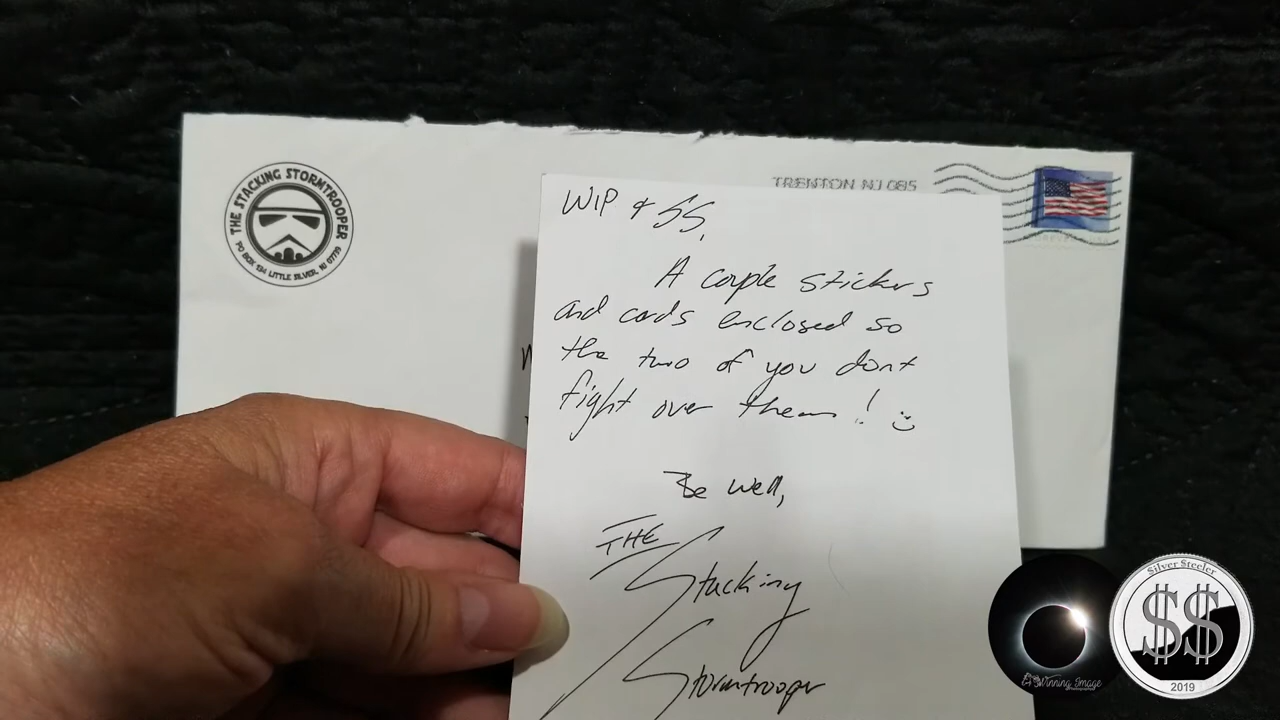 THE STACKING STORMTROOPER
PO BOX 134 LITTLE SILVER, NJ 07739
TRENTON NJ 085
WIP & SS,
A couple stickers
and cards enclosed so
the two of you dont
fight over them! :)
Be well,
THE
Stacking
Stormtrooper
Winning Image
Silver Steeler
$$
2019